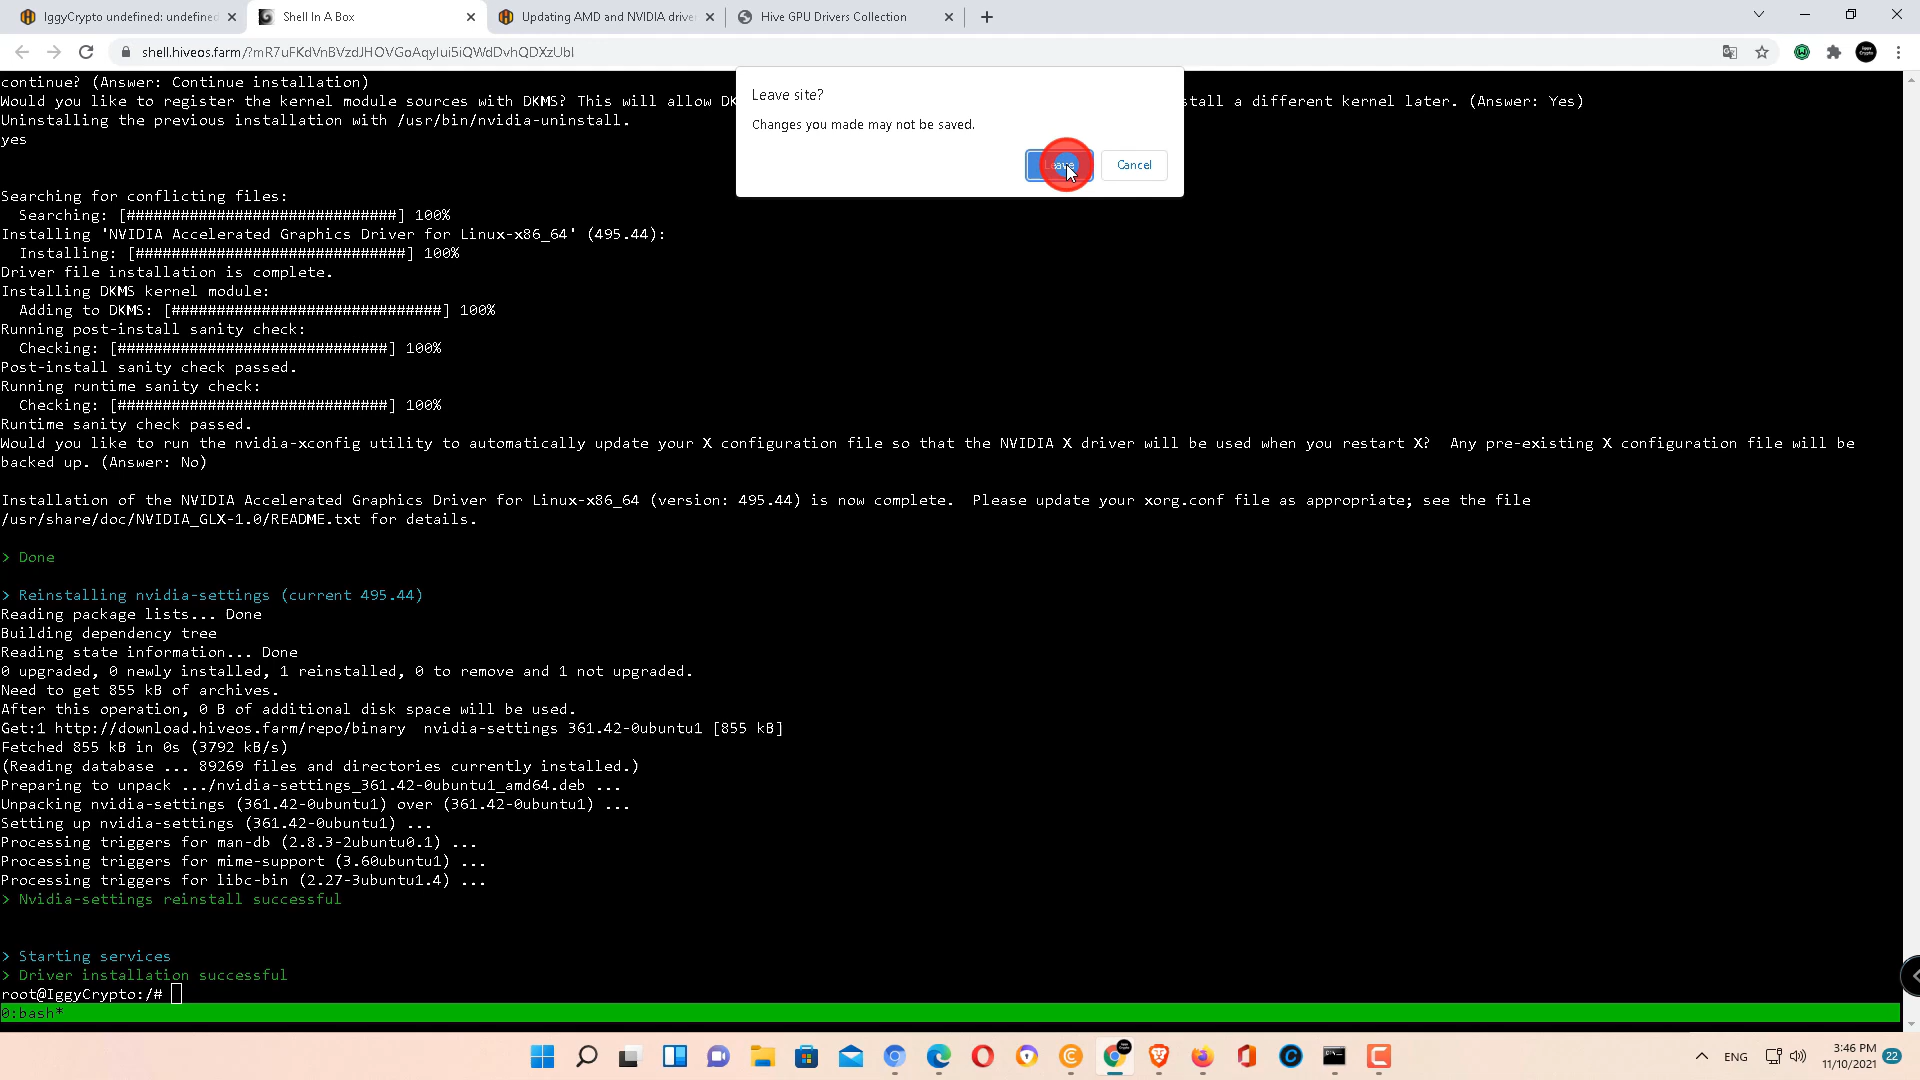 IggyCrypto undefined: undefined
Shell In A Box
Updating AMD and NVIDIA drive
Hive GPU Drivers Collection
shell.hiveos.farm/?mR7uFKdVnBVzdJHOVGoAqylui5iQWdDvhQDXzUbl
continue? (Answer: Continue installation)
Would you like to register the kernel module sources with DKMS? This will allow DK
stall a different kernel later. (Answer: Yes)
Uninstalling the previous installation with /usr/bin/nvidia-uninstall.
yes
Leave site?
Changes you made may not be saved.
Leave
Cancel
Searching for conflicting files:
Searching: [##############################] 100%
Installing 'NVIDIA Accelerated Graphics Driver for Linux-x86_64' (495.44):
Installing: [##############################] 100%
Driver file installation is complete.
Installing DKMS kernel module:
Adding to DKMS: [##############################] 100%
Running post-install sanity check:
Checking: [##############################] 100%
Post-install sanity check passed.
Running runtime sanity check:
Checking: [##############################] 100%
Runtime sanity check passed.
Would you like to run the nvidia-xconfig utility to automatically update your X configuration file so that the NVIDIA X driver will be used when you restart X?  Any pre-existing X configuration file will be
backed up. (Answer: No)
Installation of the NVIDIA Accelerated Graphics Driver for Linux-x86_64 (version: 495.44) is now complete.  Please update your xorg.conf file as appropriate; see the file
/usr/share/doc/NVIDIA_GLX-1.0/README.txt for details.
> Done
> Reinstalling nvidia-settings (current 495.44)
Reading package lists... Done
Building dependency tree
Reading state information... Done
0 upgraded, 0 newly installed, 1 reinstalled, 0 to remove and 1 not upgraded.
Need to get 855 kB of archives.
After this operation, 0 B of additional disk space will be used.
Get:1 http://download.hiveos.farm/repo/binary  nvidia-settings 361.42-0ubuntu1 [855 kB]
Fetched 855 kB in 0s (3792 kB/s)
(Reading database ... 89269 files and directories currently installed.)
Preparing to unpack .../nvidia-settings_361.42-0ubuntu1_amd64.deb ...
Unpacking nvidia-settings (361.42-0ubuntu1) over (361.42-0ubuntu1) ...
Setting up nvidia-settings (361.42-0ubuntu1) ...
Processing triggers for man-db (2.8.3-2ubuntu0.1) ...
Processing triggers for mime-support (3.60ubuntu1) ...
Processing triggers for libc-bin (2.27-3ubuntu1.4) ...
> Nvidia-settings reinstall successful
> Starting services
> Driver installation successful
root@IggyCrypto:/#
0:bash*
ENG
3:46 PM
11/10/2021
22